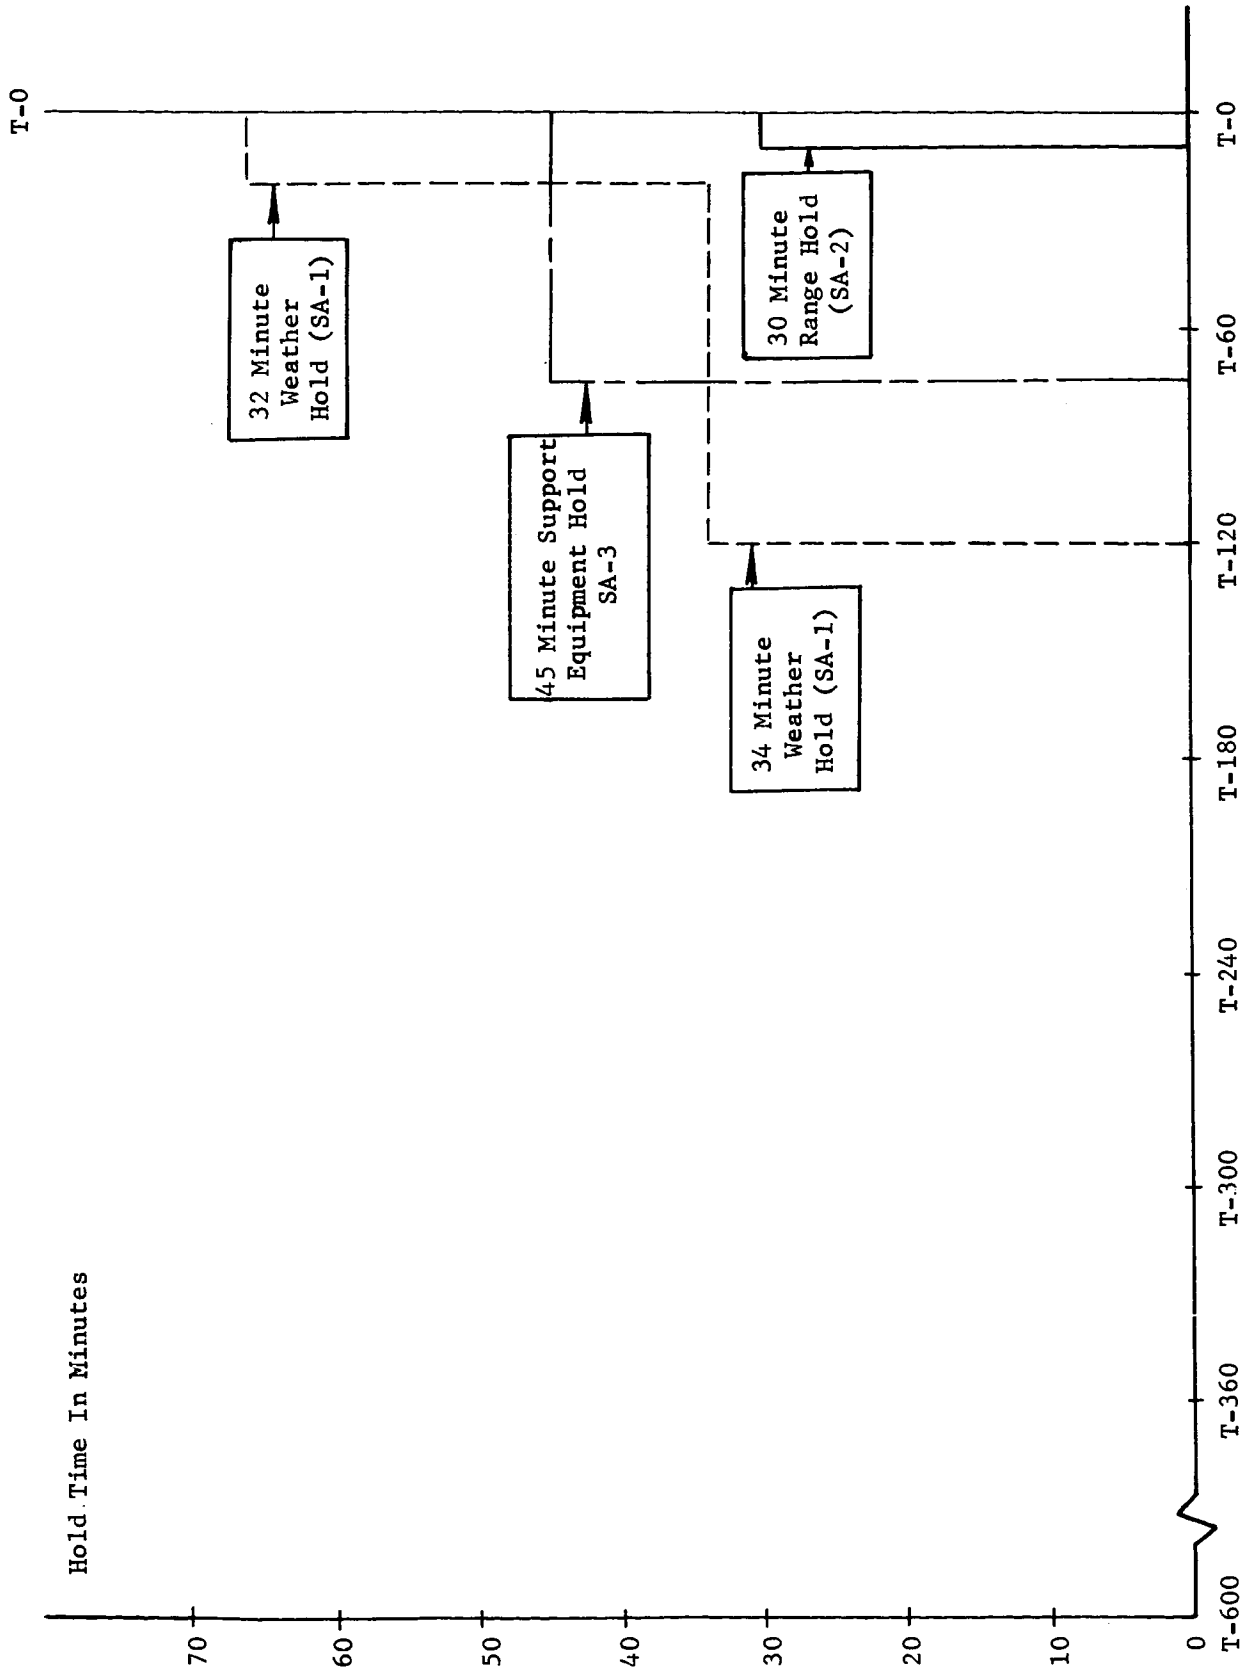 Hold Time In Minutes
T-0
70
60
50
40
30
20
10
0
32 Minute
Weather
Hold (SA-1)
45 Minute Support
Equipment Hold
SA-3
34 Minute
Weather
Hold (SA-1)
30 Minute
Range Hold
(SA-2)
T-600
T-360
T-300
T-240
T-180
T-120
T-60
T-0